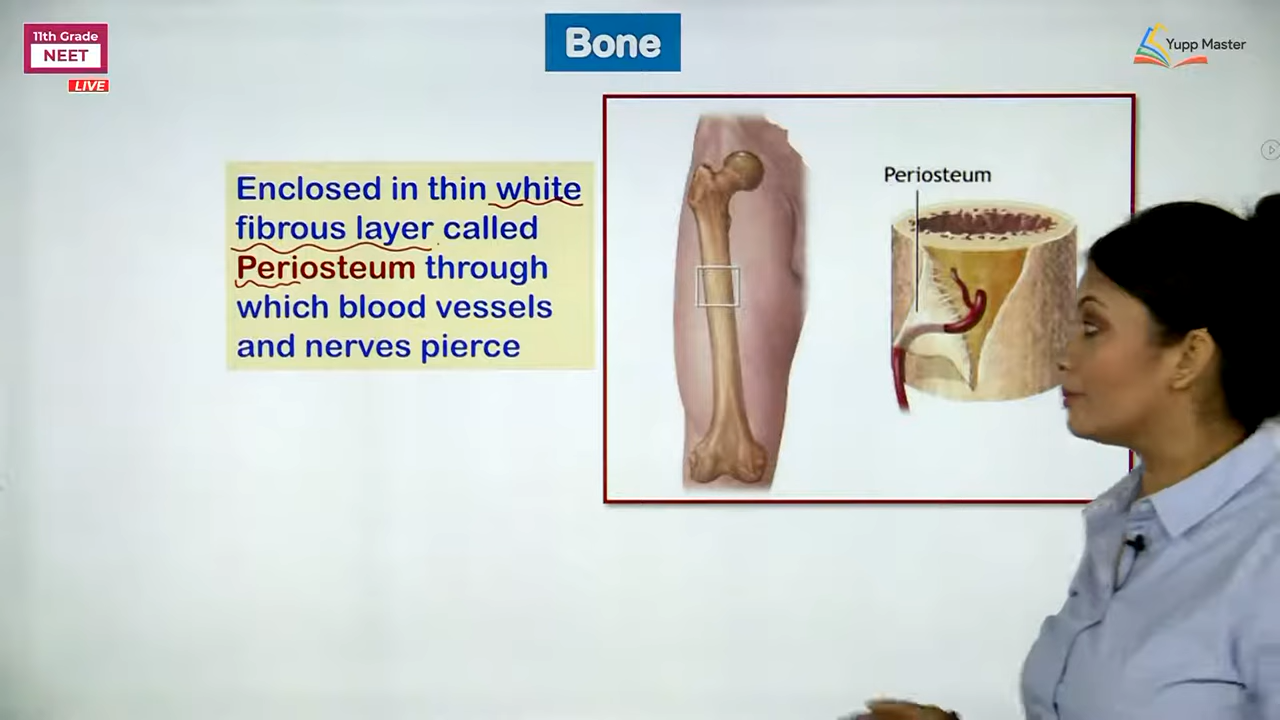 11th Grade
NEET
LIVE
Bone
Yupp Master
Enclosed in thin white
fibrous layer called
Periosteum through
which blood vessels
and nerves pierce
Periosteum